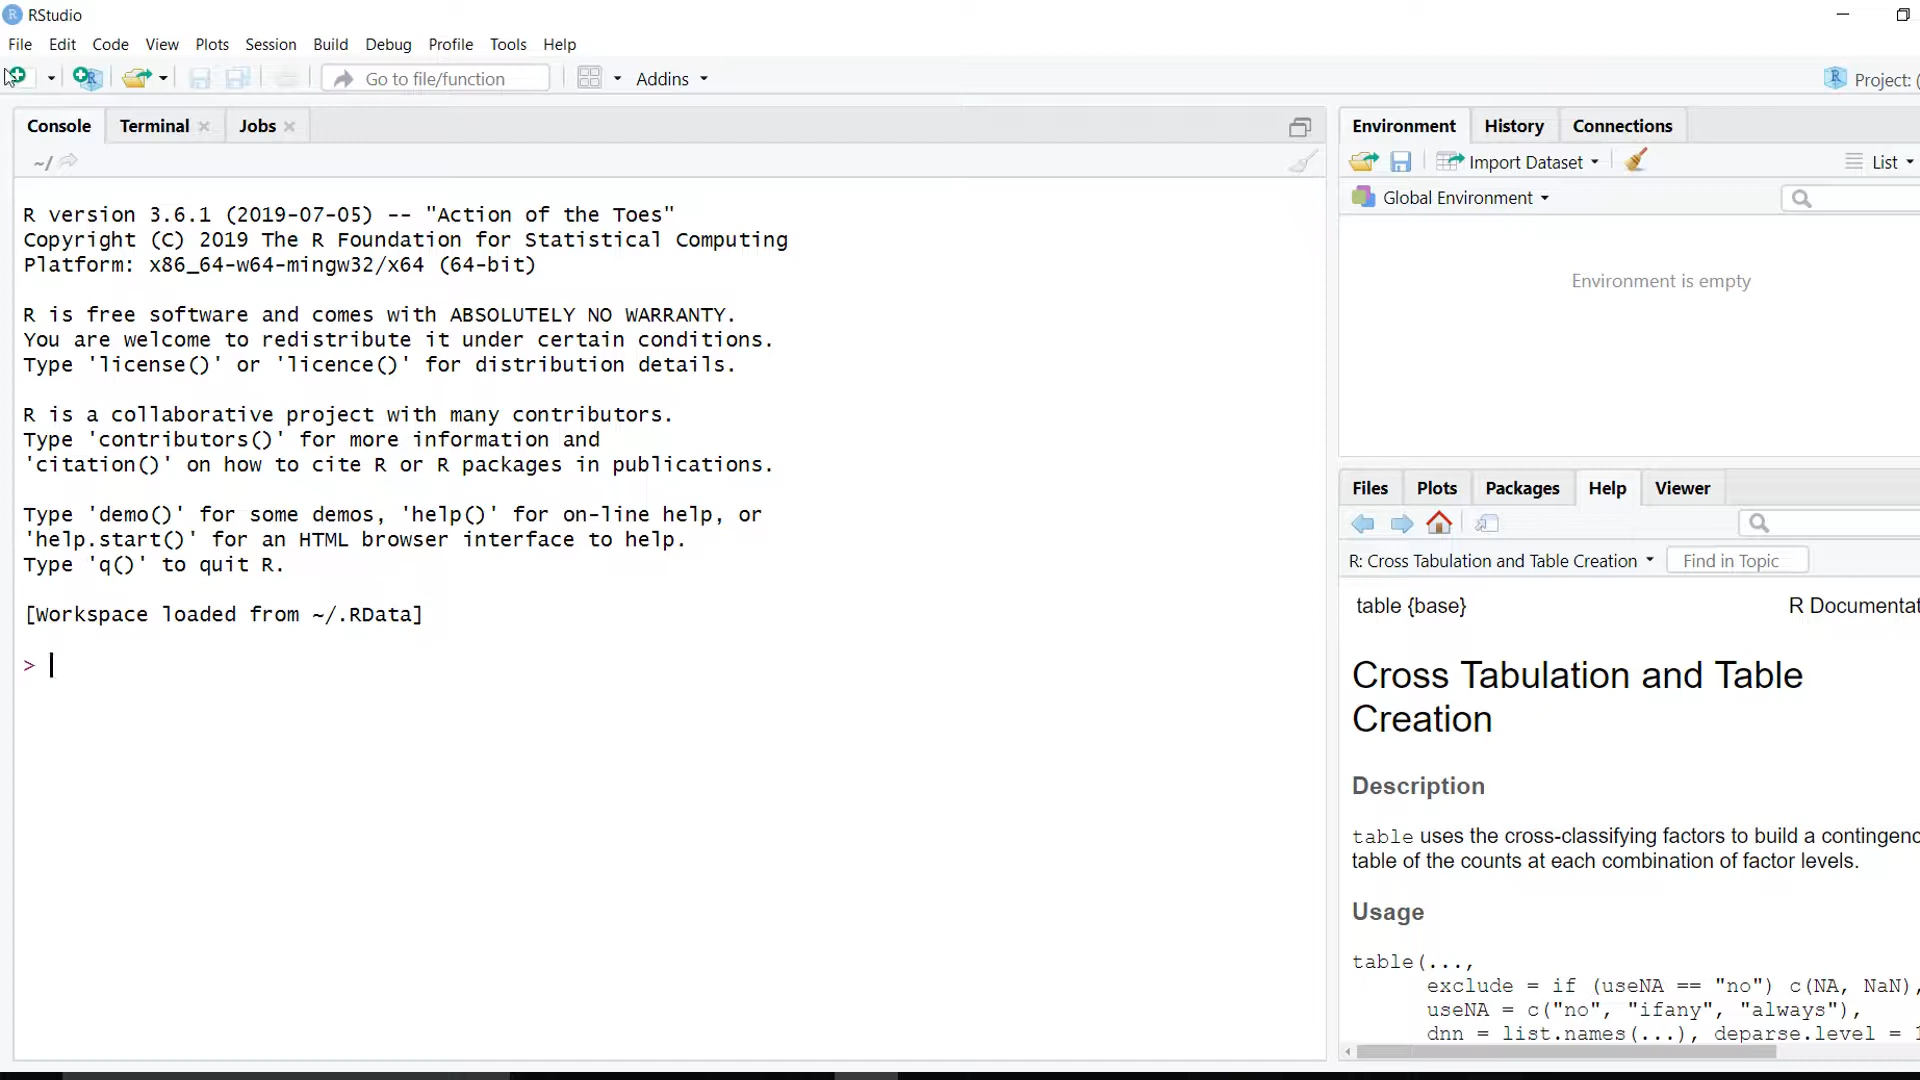 RStudio
File Edit Code View Plots Session Build Debug Profile Tools Help
Go to file/function Addins Project: (
Console Terminal Jobs
~/
R version 3.6.1 (2019-07-05) -- "Action of the Toes"
Copyright (C) 2019 The R Foundation for Statistical Computing
Platform: x86_64-w64-mingw32/x64 (64-bit)
R is free software and comes with ABSOLUTELY NO WARRANTY.
You are welcome to redistribute it under certain conditions.
Type 'license()' or 'licence()' for distribution details.
R is a collaborative project with many contributors.
Type 'contributors()' for more information and
'citation()' on how to cite R or R packages in publications.
Type 'demo()' for some demos, 'help()' for on-line help, or
'help.start()' for an HTML browser interface to help.
Type 'q()' to quit R.
[Workspace loaded from ~/.RData]
>
Environment History Connections
Import Dataset List
Global Environment
Environment is empty
Files Plots Packages Help Viewer
R: Cross Tabulation and Table Creation Find in Topic
table {base} R Documentat
Cross Tabulation and Table
Creation
Description
table uses the cross-classifying factors to build a contingenc
table of the counts at each combination of factor levels.
Usage
table(...,
exclude = if (useNA == "no") c(NA, NaN),
useNA = c("no", "ifany", "always"),
dnn = list.names(...), deparse.level = 1